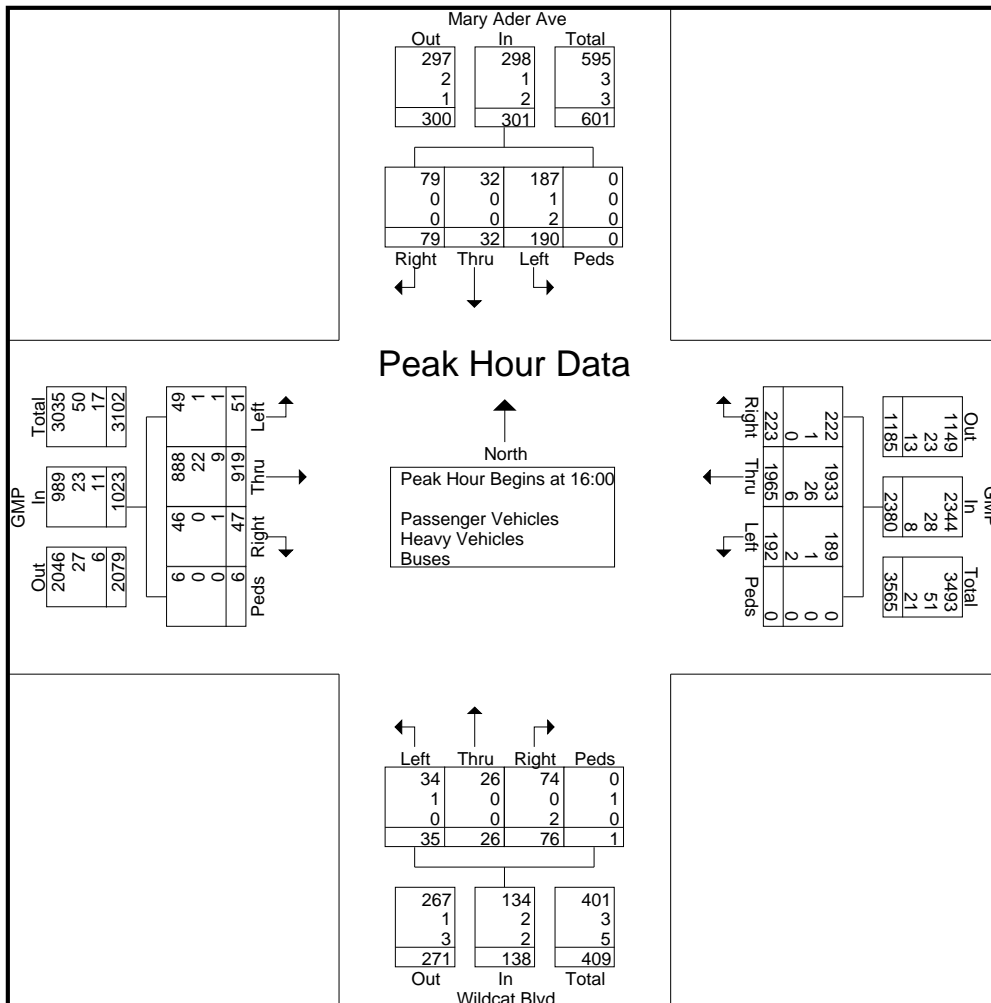 Mary Ader Ave
Out In Total
297 298 595
2 1 3
1 2 3
300 301 601
79 32 187 0
0 0 1 0
0 0 2 0
79 32 190 0
Right Thru Left Peds
Peak Hour Data
North
Peak Hour Begins at 16:00
Passenger Vehicles
Heavy Vehicles
Buses
GMP
Total
3035
50
17
3102
In
989
23
11
1023
Out
2046
27
6
2079
49
1
1
51
Left
888
22
9
919
Thru
46
0
1
47
Right
6
0
0
6
Peds
Right
223
0
1
222
Thru
1965
6
26
1933
Left
192
2
1
189
Peds
0
0
0
0
Out
1149
23
13
1185
GMP
In
2344
28
8
2380
Total
3493
51
21
3565
Left Thru Right Peds
34 26 74 0
1 0 0 1
0 0 2 0
35 26 76 1
267 134 401
1 2 3
3 2 5
271 138 409
Out In Total
Wildcat Blvd